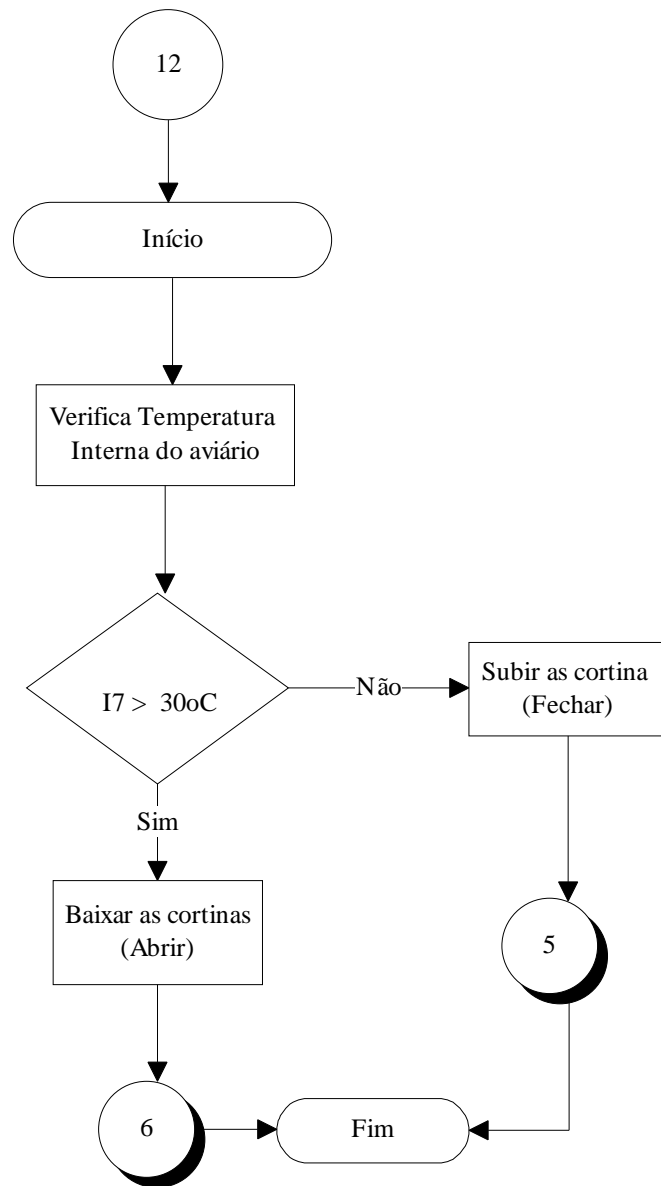 12
Início
Verifica Temperatura
Interna do aviário
I7 > 30oC
Não
Subir as cortina
(Fechar)
Sim
Baixar as cortinas
(Abrir)
5
6
Fim